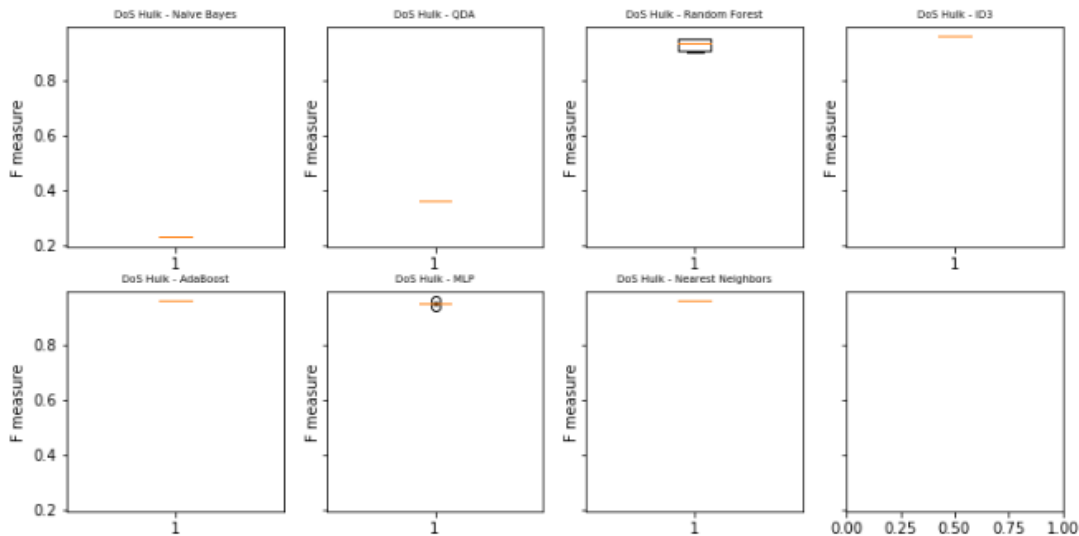 DoS Hulk - Naive Bayes
DoS Hulk - QDA
DoS Hulk - Random Forest
DoS Hulk - ID3
F measure
0.8
0.6
0.4
0.2
1
F measure
1
F measure
1
F measure
1
DoS Hulk - AdaBoost
DoS Hulk - MLP
DoS Hulk - Nearest Neighbors
F measure
0.8
0.6
0.4
0.2
1
F measure
1
F measure
1
0.00 0.25 0.50 0.75 1.00